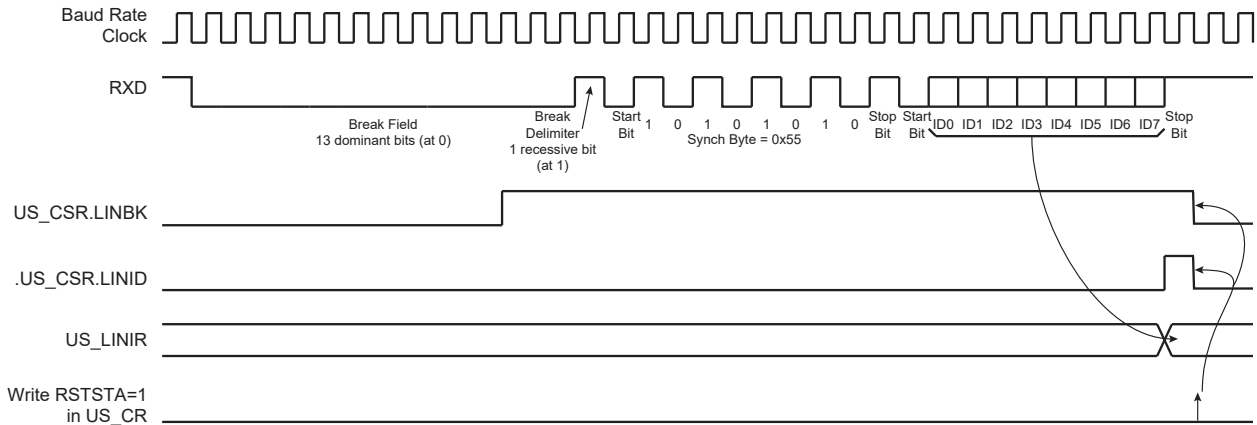 Baud Rate
Clock
RXD
Break Field
13 dominant bits (at 0)
Break
Delimiter
1 recessive bit
(at 1)
Start
Bit
1 0 1 0 1 0 1 0
Synch Byte = 0x55
Stop
Bit
Start
Bit
ID0 ID1 ID2 ID3 ID4 ID5 ID6 ID7
Stop
Bit
US_CSR.LINBK
.US_CSR.LINID
US_LINIR
Write RSTSTA=1
in US_CR